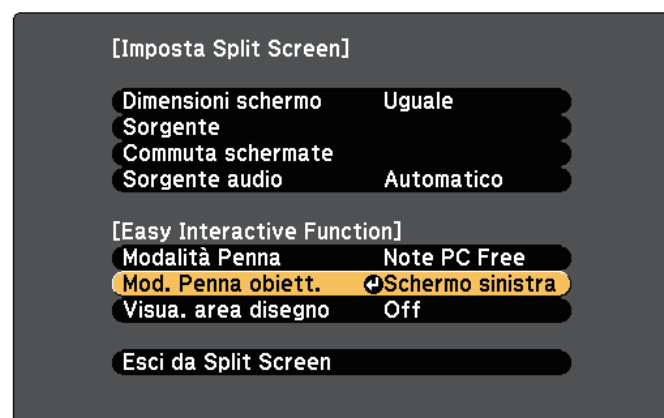 [Imposta Split Screen]
Dimensioni schermo Uguale
Sorgente
Commuta schermate
Sorgente audio Automatico
[Easy Interactive Function]
Modalità Penna Note PC Free
Mod. Penna obiett. Schermo sinistra
Visua. area disegno Off
Esci da Split Screen